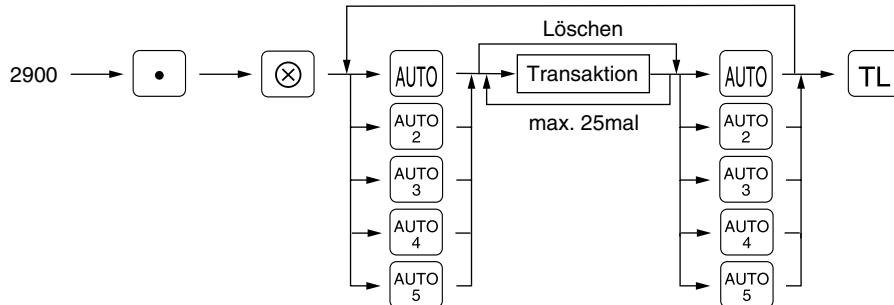 Löschen
2900 • ⊗ AUTO Transaktion AUTO TL
max. 25mal
AUTO 2 AUTO 2
AUTO 3 AUTO 3
AUTO 4 AUTO 4
AUTO 5 AUTO 5